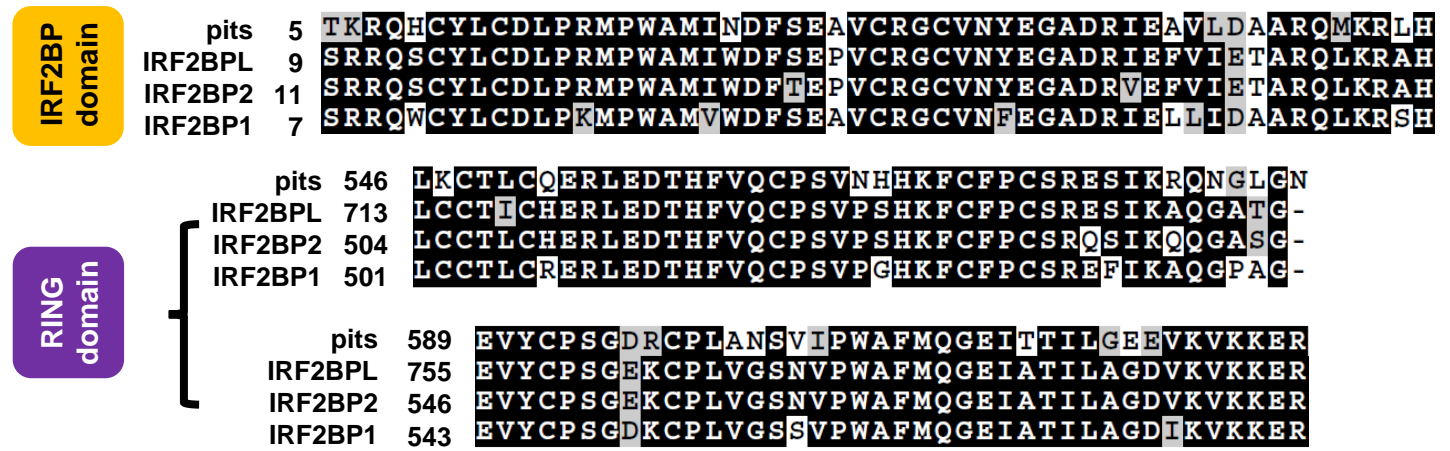 IRF2BP
domain
pits 5 TKRQHCYLCDLPRMPWAMINDFSEAVCRGCVNYEGADRIEAVLDAARQMKRLH
IRF2BPL 9 SRRQSCYLCDLPRMPWAMIWDFSEPVCRGCVNYEGADRIEFVIETARQLKRAH
IRF2BP2 11 SRRQSCYLCDLPRMPWAMIWDFTEPVCRGCVNYEGADRVEFVIETARQLKRAH
IRF2BP1 7 SRRQWCYLCDLPKMPWAMVWDFSEAVCRGCVNFEGADRIELLIDAARQLKRSH
RING
domain
pits 546 LKCTLCQERLEDTHFVQCPSVNHHKFCFPCSRESIKRQNGLGN
IRF2BPL 713 LCCTICHERLEDTHFVQCPSVPSHKFCFPCSRESIKAQGATG-
IRF2BP2 504 LCCTLCHERLEDTHFVQCPSVPSHKFCFPCSRQSIKQQGASG-
IRF2BP1 501 LCCTLCRERLEDTHFVQCPSVPGHKFCFPCSREFIKAQGPAG-
pits 589 EVYCPSGDRCPLANSVIPWAFMQGEITTILGEEVKVKKER
IRF2BPL 755 EVYCPSGEKCPLVGSNVPWAFMQGEIATILAGDVKVKKER
IRF2BP2 546 EVYCPSGEKCPLVGSNVPWAFMQGEIATILAGDVKVKKER
IRF2BP1 543 EVYCPSGDKCPLVGSSVPWAFMQGEIATILAGDIKVKKER